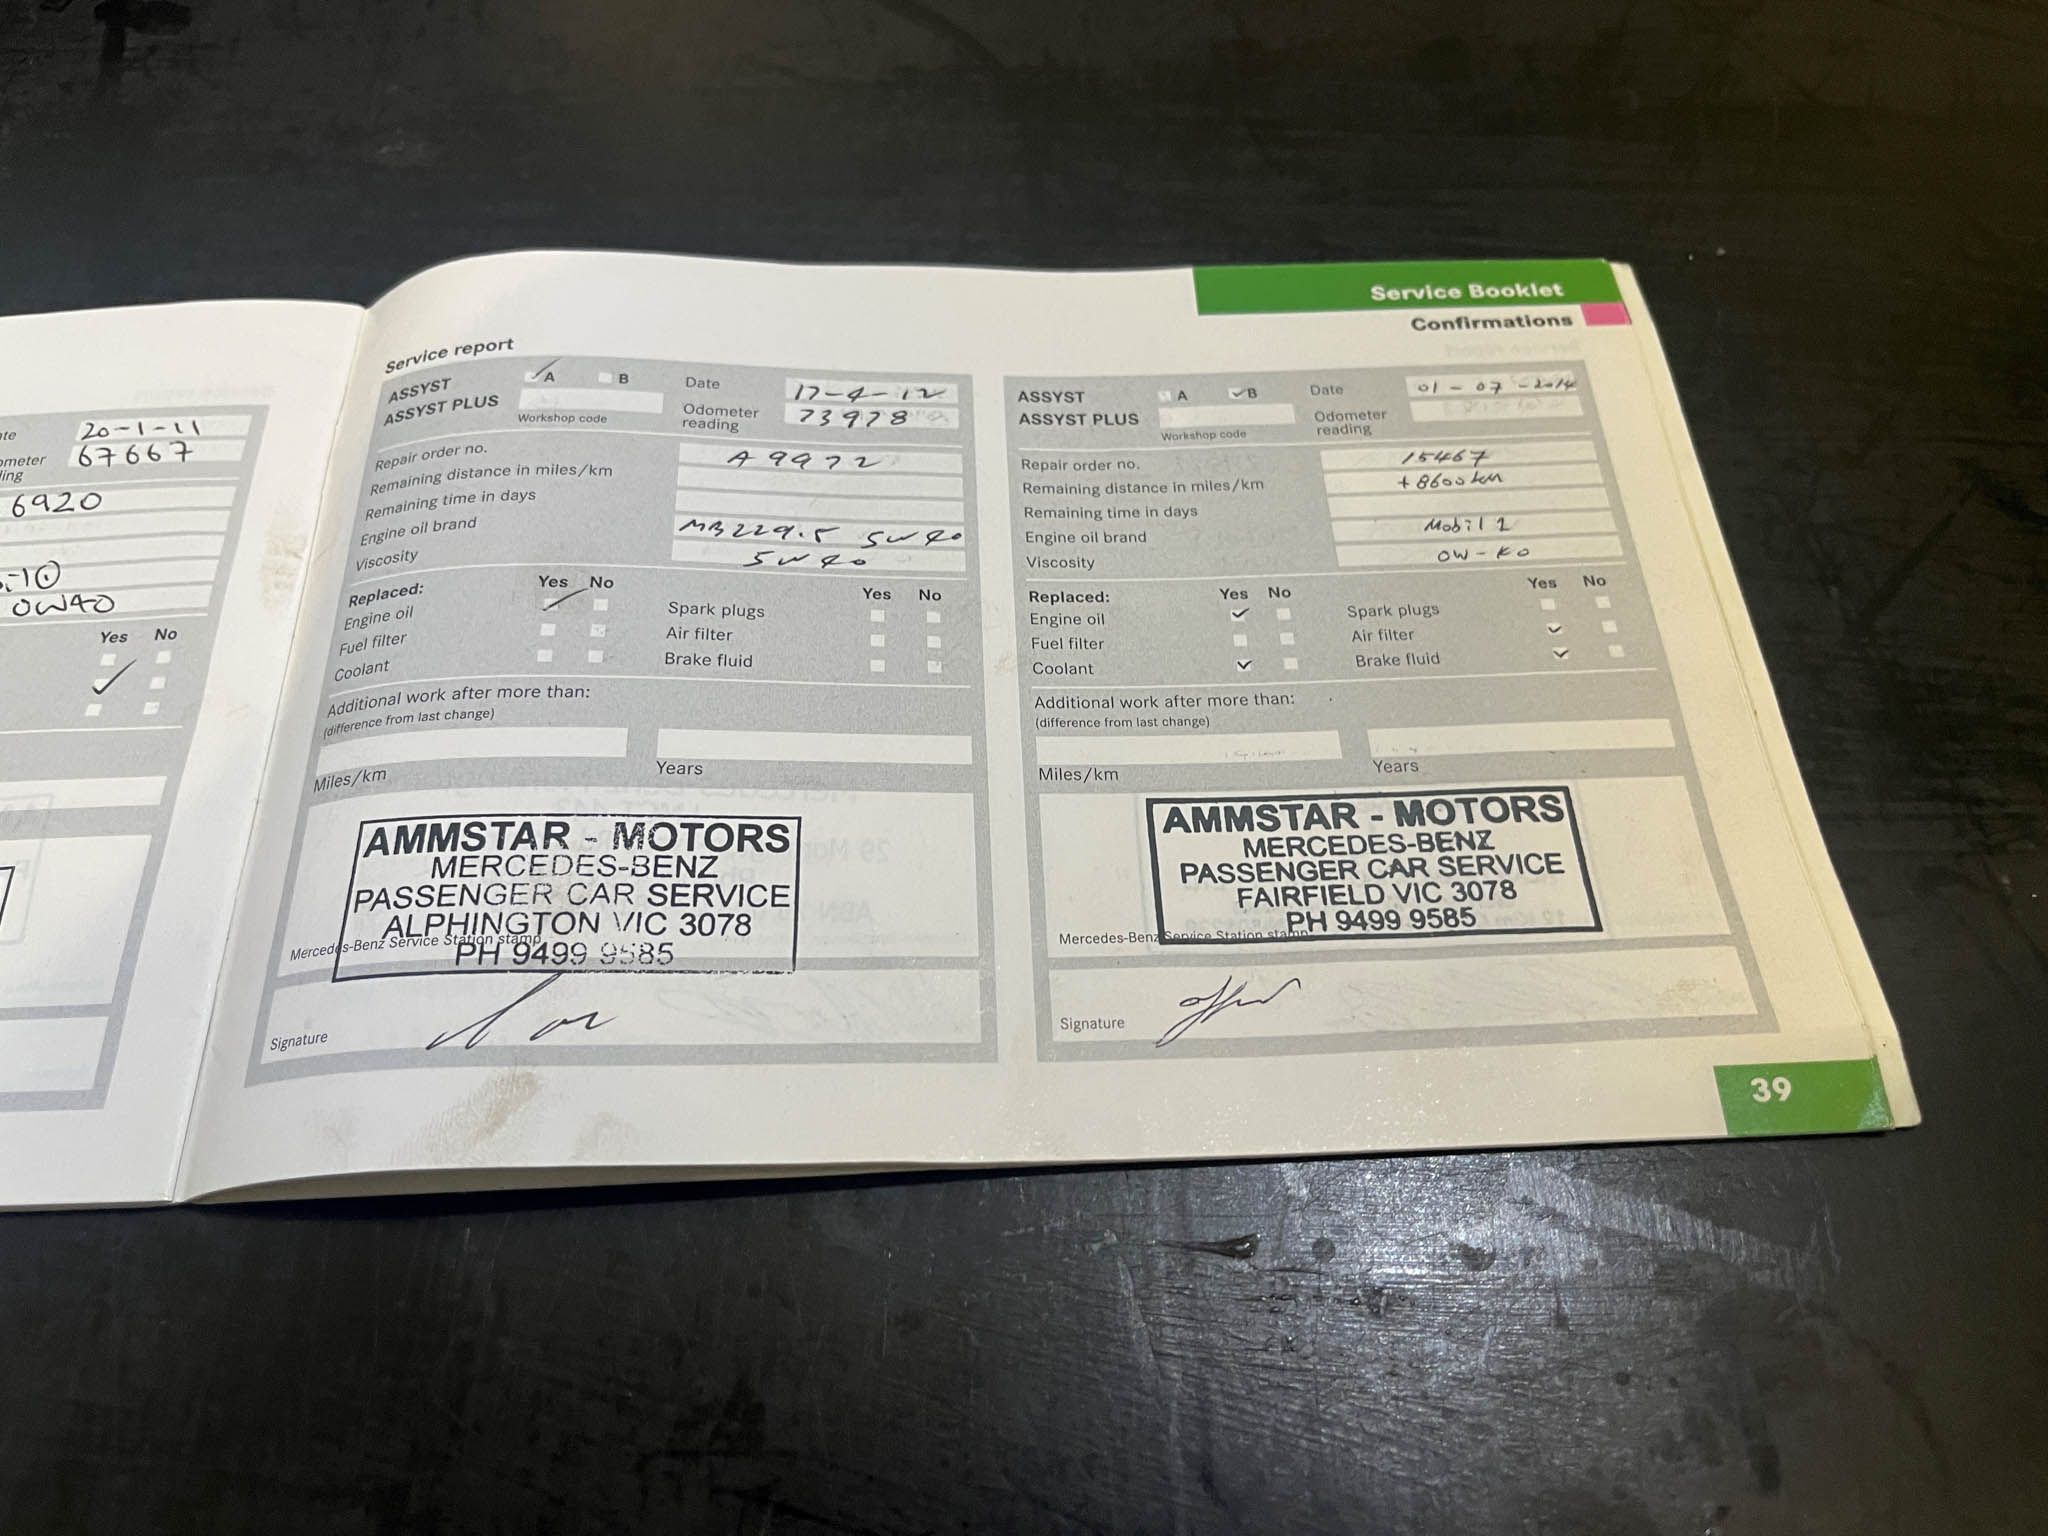 20-1-11
67667
6920
0W40
Yes No
Service Booklet
Confirmations
Service report
ASSYST A B Date 17-4-12
ASSYST PLUS Workshop code Odometer reading 73978
Repair order no. A 9972
Remaining distance in miles/km
Remaining time in days
Engine oil brand MB229.5 5W40
Viscosity 5W40
Replaced: Yes No Yes No
Engine oil Spark plugs
Fuel filter Air filter
Coolant Brake fluid
Additional work after more than:
(difference from last change)
Miles/km Years
AMMSTAR - MOTORS
MERCEDES-BENZ
PASSENGER CAR SERVICE
ALPHINGTON VIC 3078
PH 9499 9585
Mercedes-Benz Service Station stamp
Signature
ASSYST A B Date 01-07-2014
ASSYST PLUS Workshop code Odometer reading
Repair order no. 15467
Remaining distance in miles/km +8600km
Remaining time in days
Engine oil brand Mobil 1
Viscosity 0W-40
Replaced: Yes No Yes No
Engine oil Spark plugs
Fuel filter Air filter
Coolant Brake fluid
Additional work after more than:
(difference from last change)
Miles/km Years
AMMSTAR - MOTORS
MERCEDES-BENZ
PASSENGER CAR SERVICE
FAIRFIELD VIC 3078
PH 9499 9585
Mercedes-Benz Service Station stamp
Signature
39